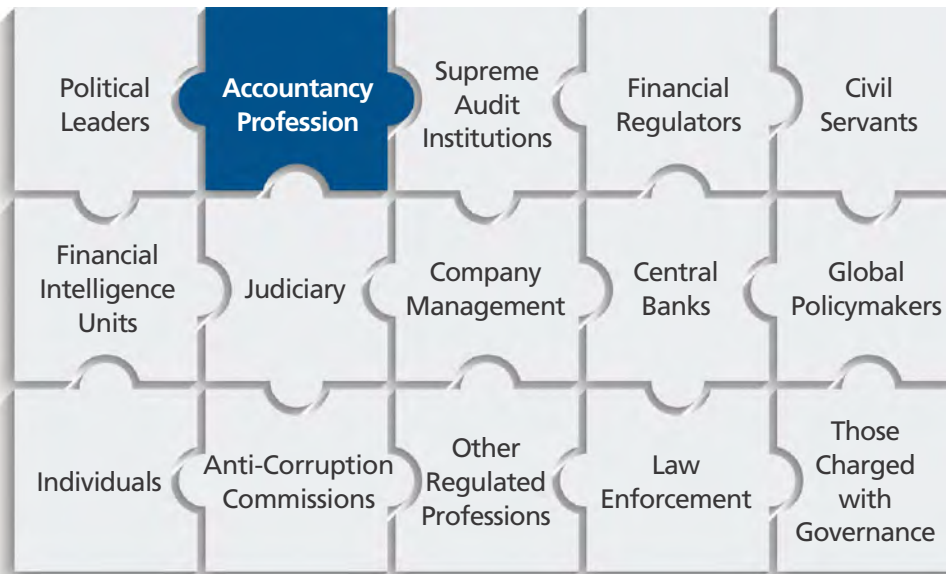 Political
Leaders
Accountancy
Profession
Supreme
Audit
Institutions
Financial
Regulators
Civil
Servants
Financial
Intelligence
Units
Judiciary
Company
Management
Central
Banks
Global
Policymakers
Individuals
Anti-Corruption
Commissions
Other
Regulated
Professions
Law
Enforcement
Those
Charged
with
Governance